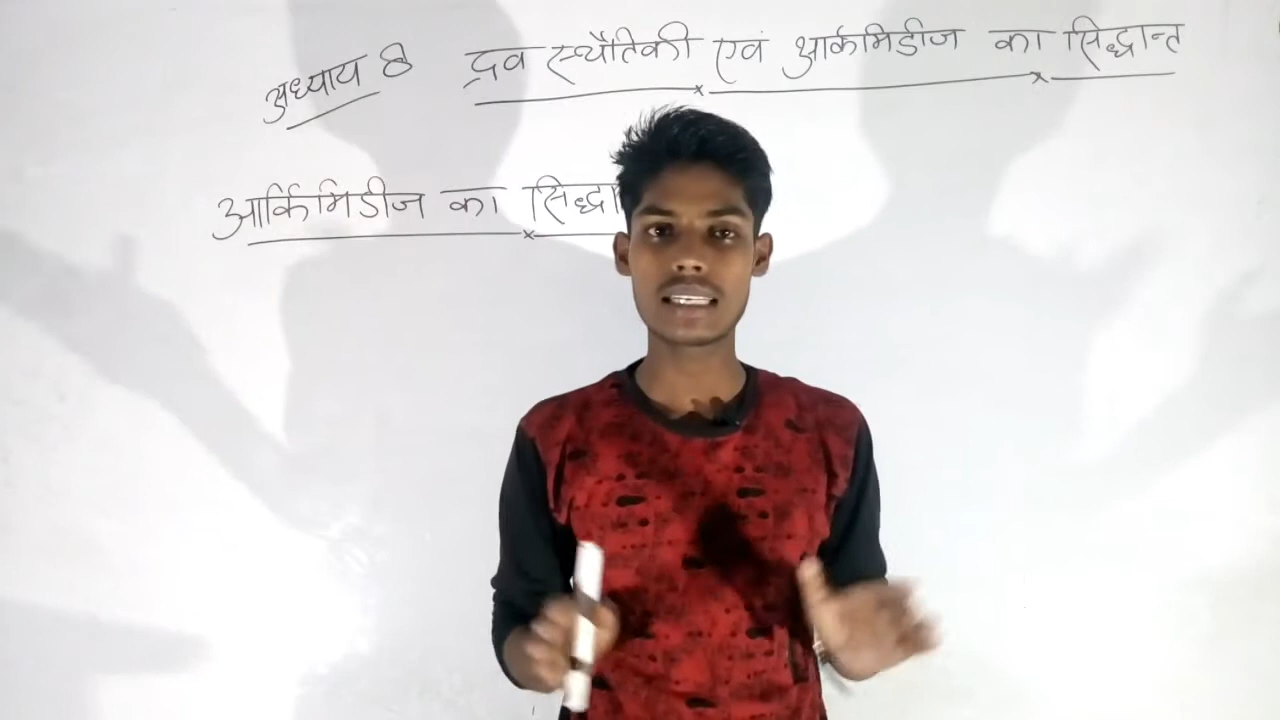 अध्याय 8 द्रव स्थैतिकी एवं आर्कमिडीज का सिद्धान्त
आर्किमिडीज का सिद्धा